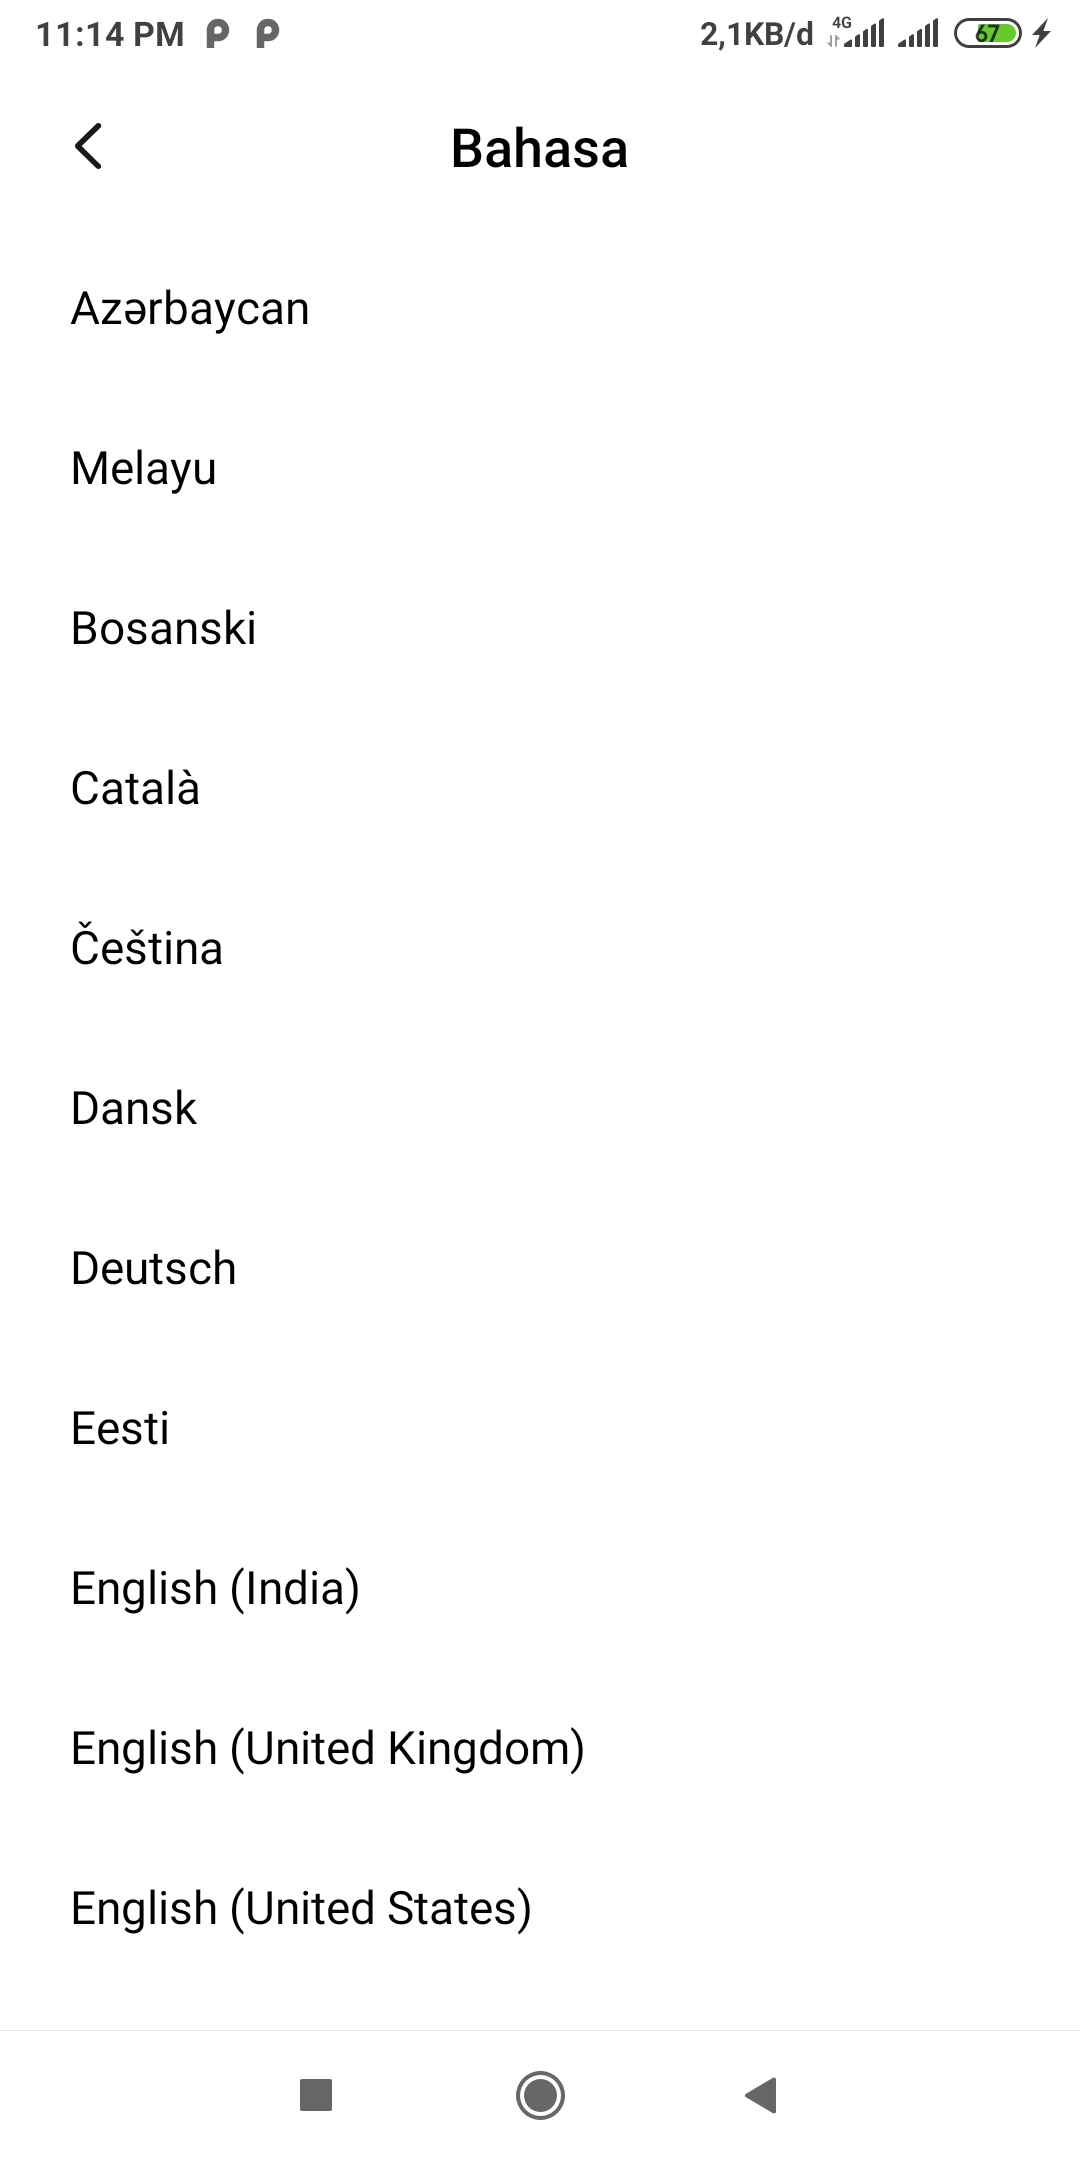 11:14 PM
2,1KB/d 4G 67
Bahasa
Azərbaycan
Melayu
Bosanski
Català
Čeština
Dansk
Deutsch
Eesti
English (India)
English (United Kingdom)
English (United States)